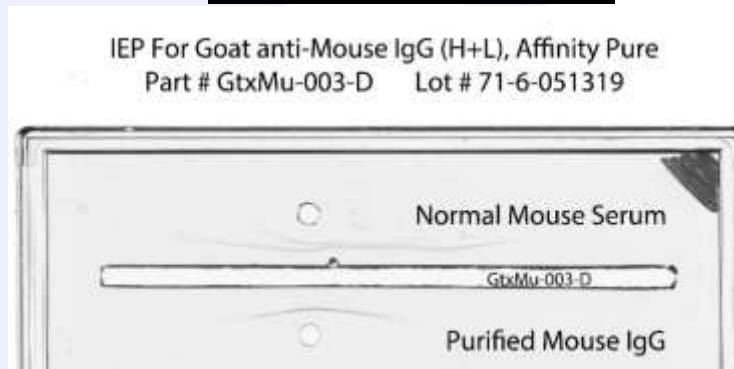 IEP For Goat anti-Mouse IgG (H+L), Affinity Pure
Part # GtxMu-003-D Lot # 71-6-051319
Normal Mouse Serum
GtxMu-003-D
Purified Mouse IgG